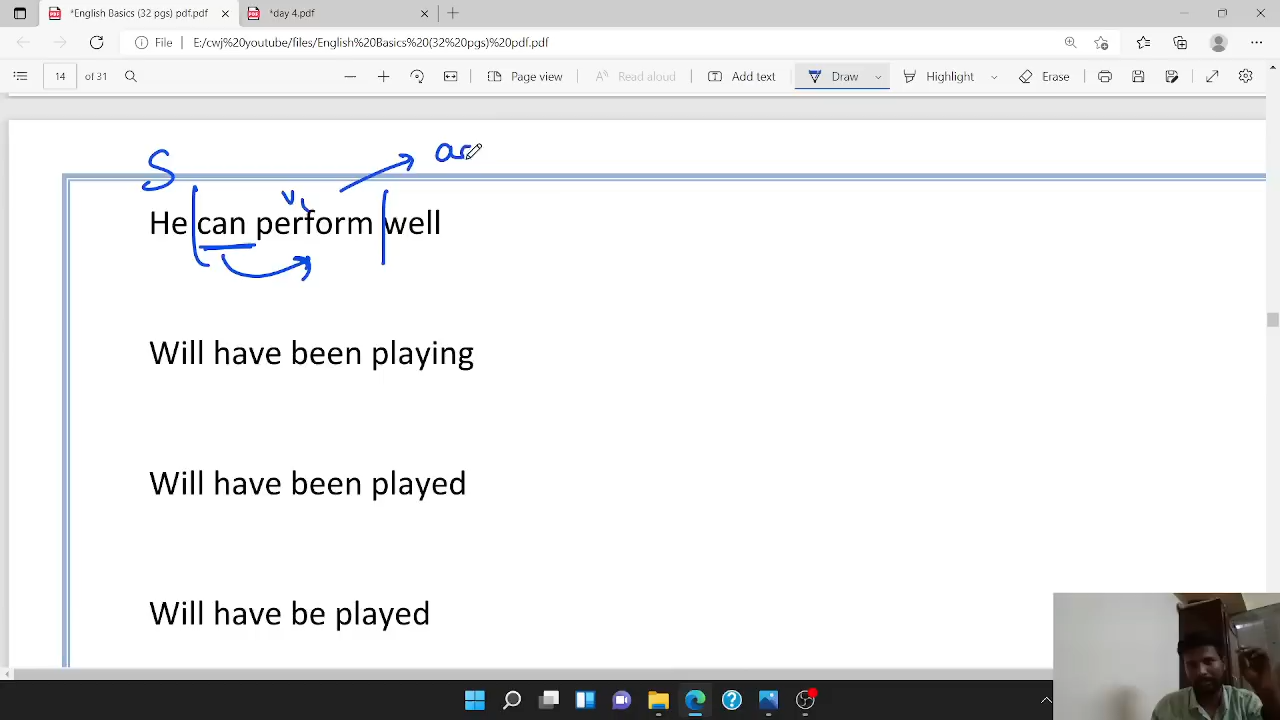 *English Basics (32 pgs) pdf.pdf
*day 4.pdf
File E:/cwj%20youtube/files/English%20Basics%20(32%20pgs)%20pdf.pdf
14 of 31 Page view Read aloud Add text Draw Highlight Erase
S as
He can perform well
Will have been playing
Will have been played
Will have be played